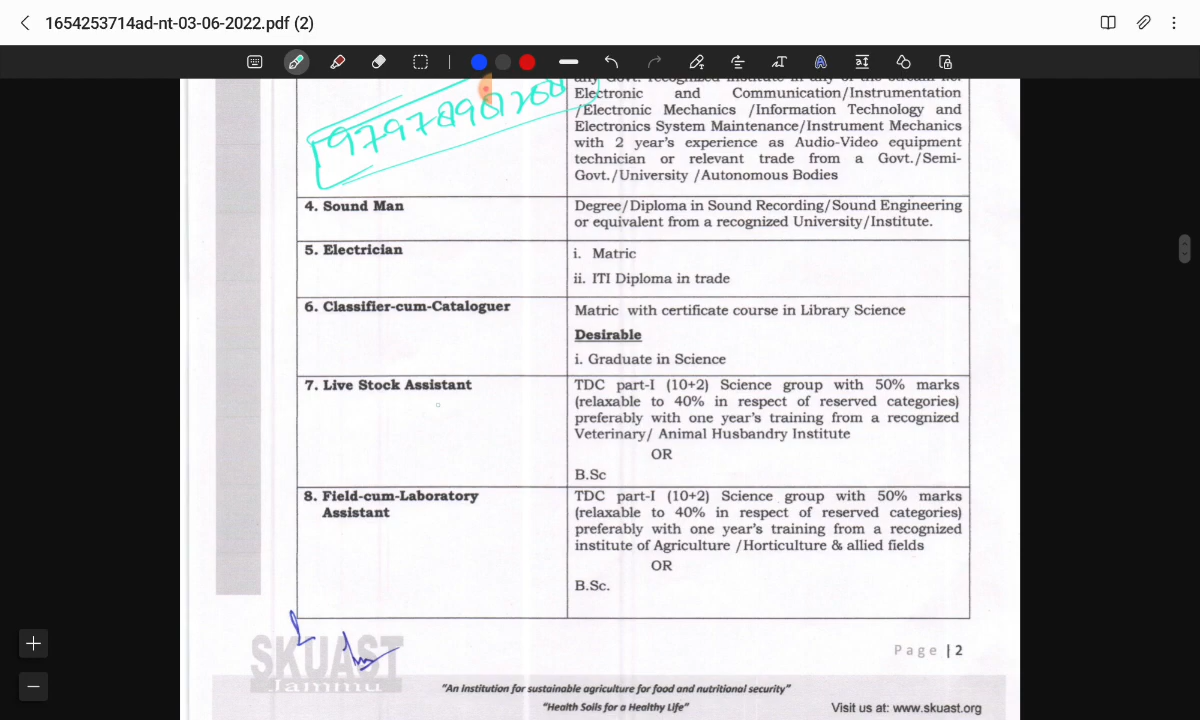 1654253714ad-nt-03-06-2022.pdf (2)
Electronic and Communication/Instrumentation
/Electronic Mechanics /Information Technology and
Electronics System Maintenance/Instrument Mechanics
with 2 year's experience as Audio-Video equipment
technician or relevant trade from a Govt./Semi-
Govt./University /Autonomous Bodies
4. Sound Man
Degree/Diploma in Sound Recording/Sound Engineering
or equivalent from a recognized University/Institute.
5. Electrician
i. Matric
ii. ITI Diploma in trade
6. Classifier-cum-Cataloguer
Matric with certificate course in Library Science
Desirable
i. Graduate in Science
7. Live Stock Assistant
TDC part-I (10+2) Science group with 50% marks
(relaxable to 40% in respect of reserved categories)
preferably with one year's training from a recognized
Veterinary/ Animal Husbandry Institute
OR
B.Sc
8. Field-cum-Laboratory
Assistant
TDC part-I (10+2) Science group with 50% marks
(relaxable to 40% in respect of reserved categories)
preferably with one year's training from a recognized
institute of Agriculture /Horticulture & allied fields
OR
B.Sc.
SKUAST
Jammu
Page | 2
"An Institution for sustainable agriculture for food and nutritional security"
"Health Soils for a Healthy Life"
Visit us at: www.skuast.org